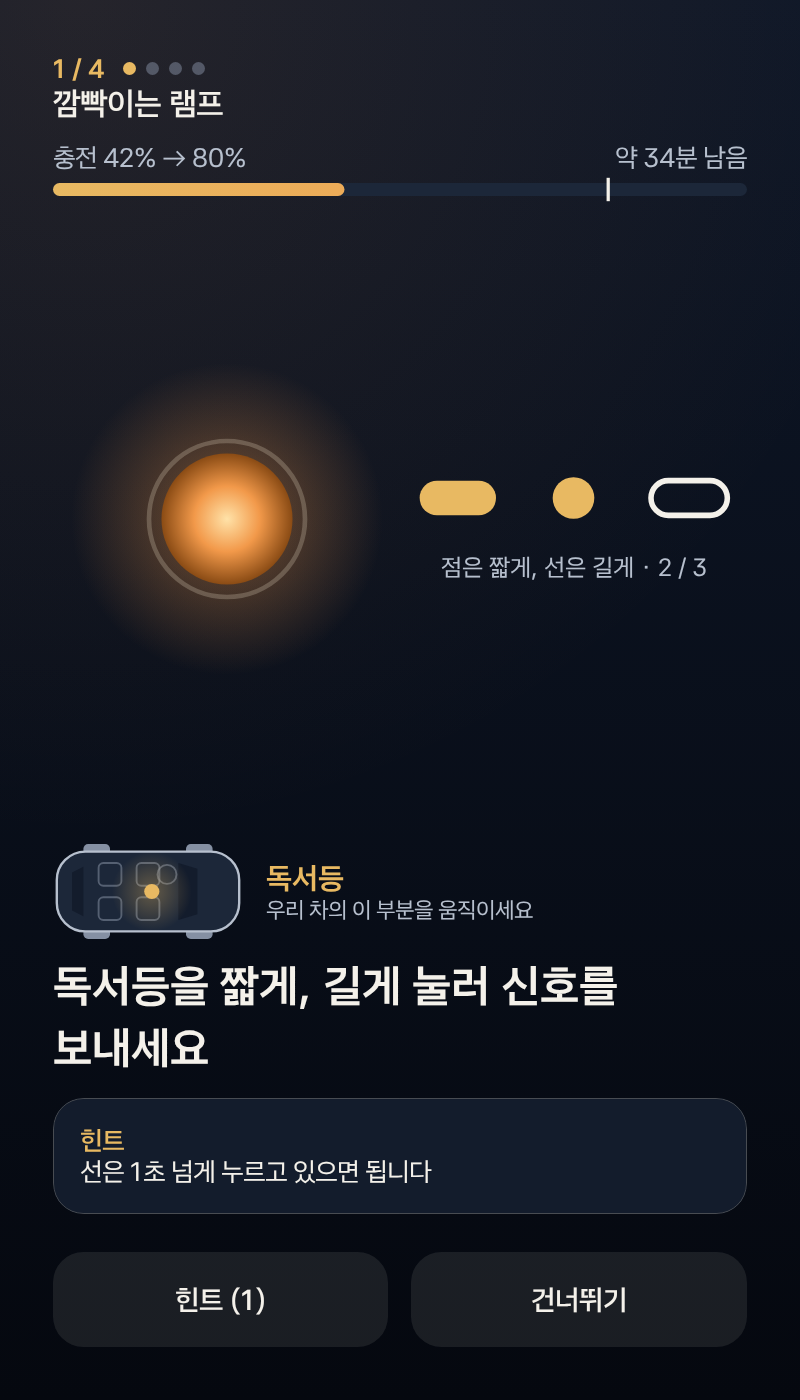 1 / 4
깜빡이는 램프
충전 42% → 80%
약 34분 남음
점은 짧게, 선은 길게 · 2 / 3
독서등
우리 차의 이 부분을 움직이세요
독서등을 짧게, 길게 눌러 신호를
보내세요
힌트
선은 1초 넘게 누르고 있으면 됩니다
힌트 (1)
건너뛰기